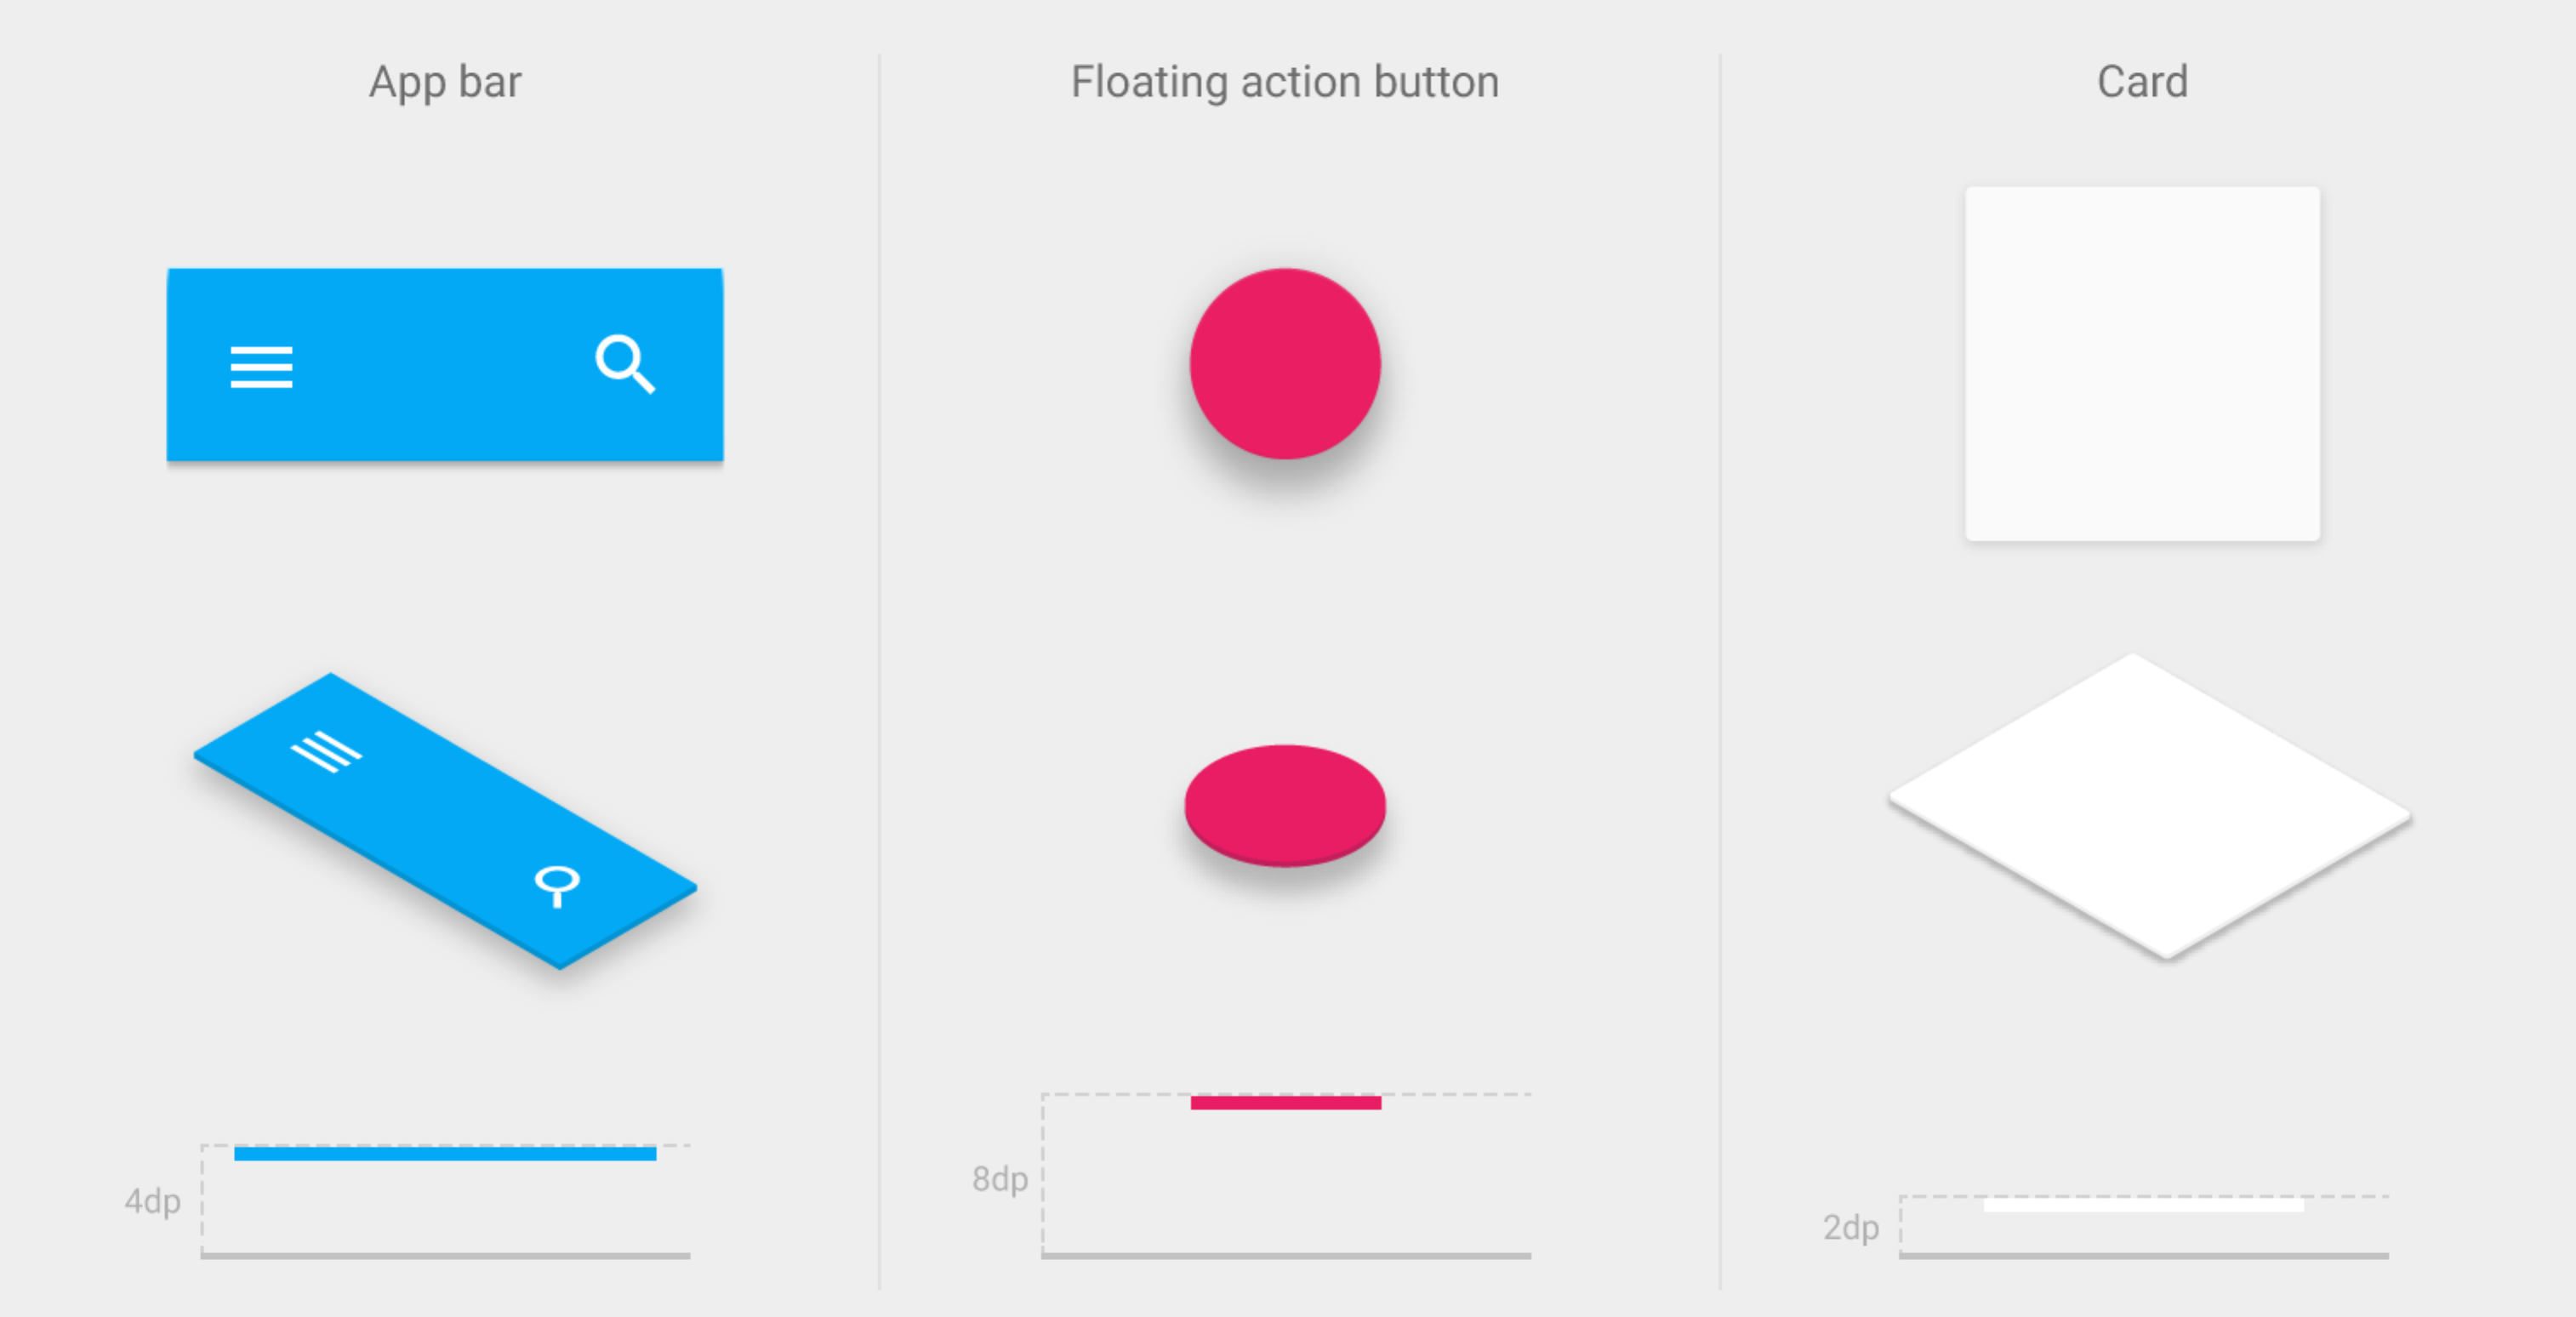 App bar
Floating action button
Card
4dp
8dp
2dp